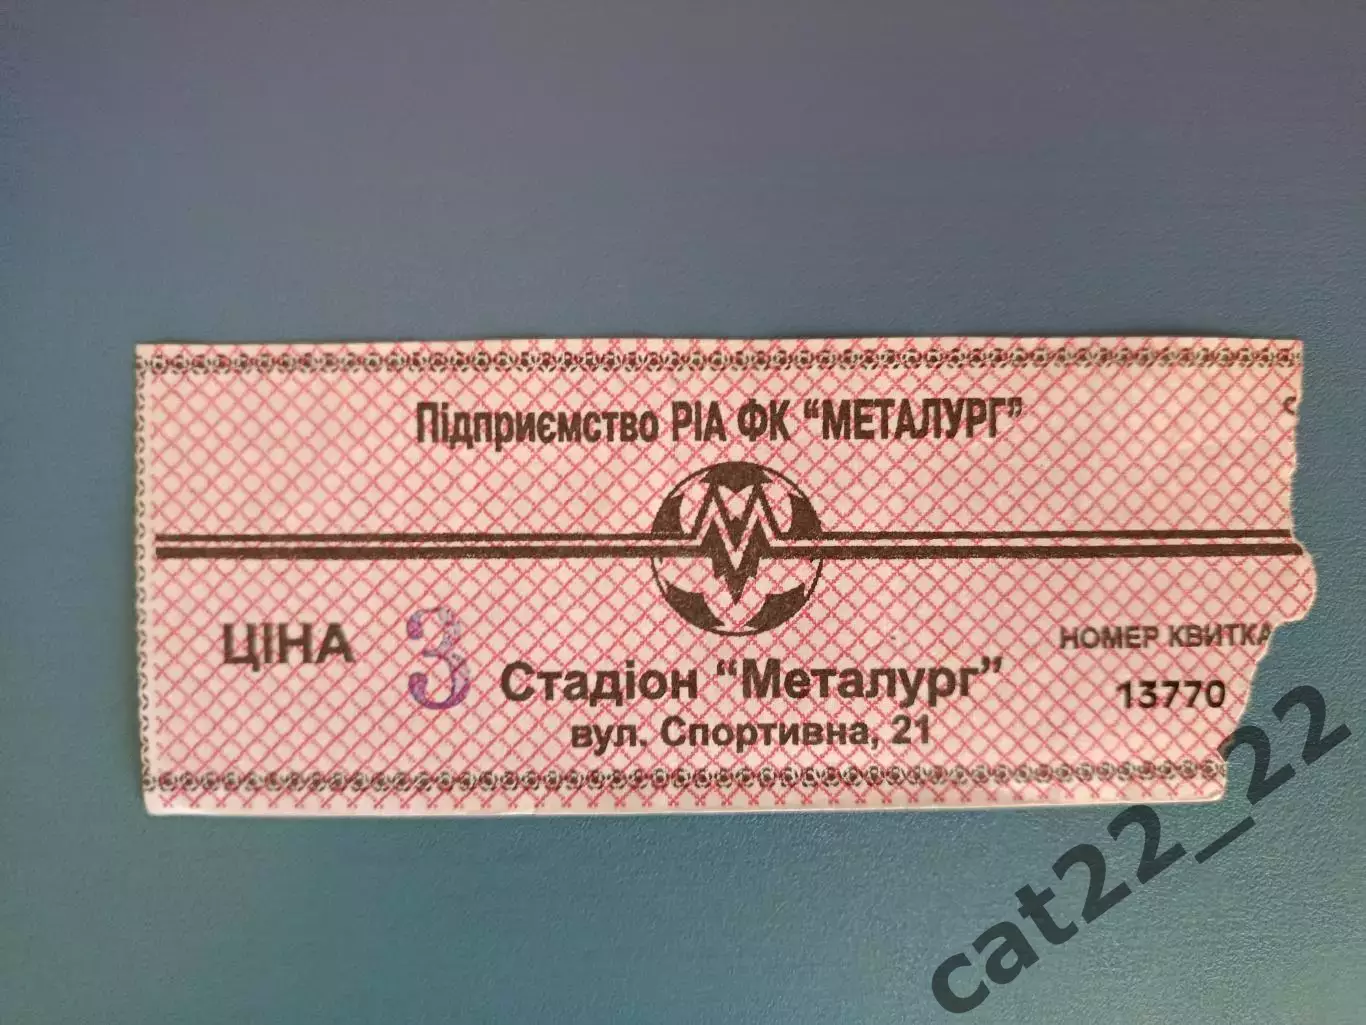 Підприємство РІА ФК “МЕТАЛУРГ”
ЦІНА 3
Стадіон “Металург”
вул. Спортивна, 21
НОМЕР КВИТКА
13770
cat22_22